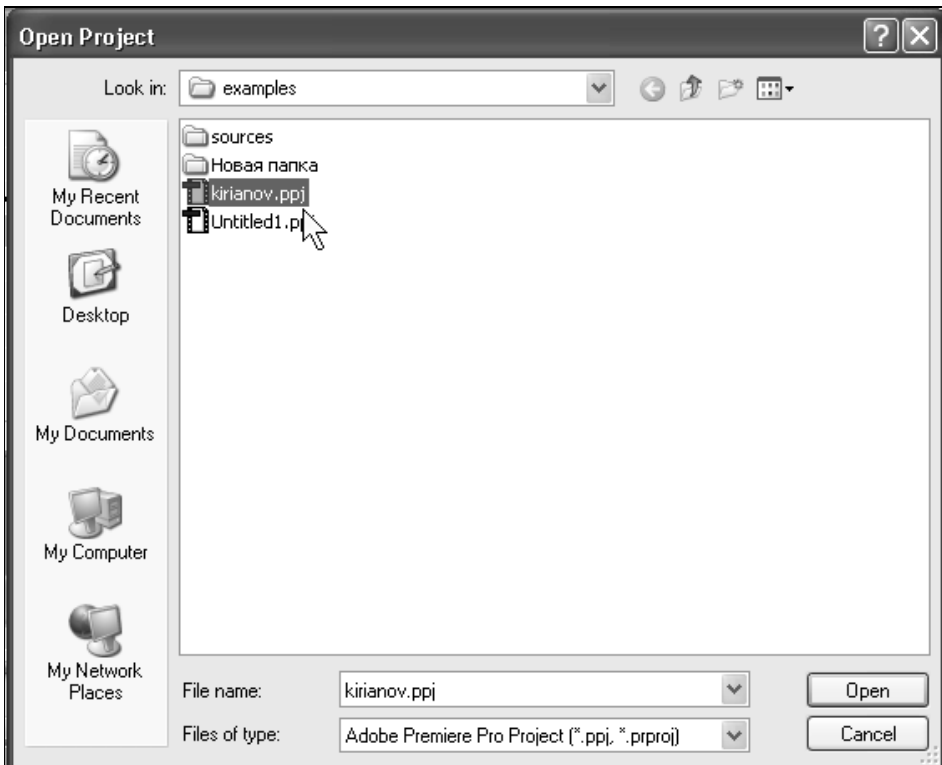 Open Project
Look in:
examples
My Recent
Documents
Desktop
My Documents
My Computer
My Network
Places
sources
Новая папка
kirianov.ppj
Untitled1.p
File name:
kirianov.ppj
Open
Files of type:
Adobe Premiere Pro Project (*.ppj, *.prproj)
Cancel